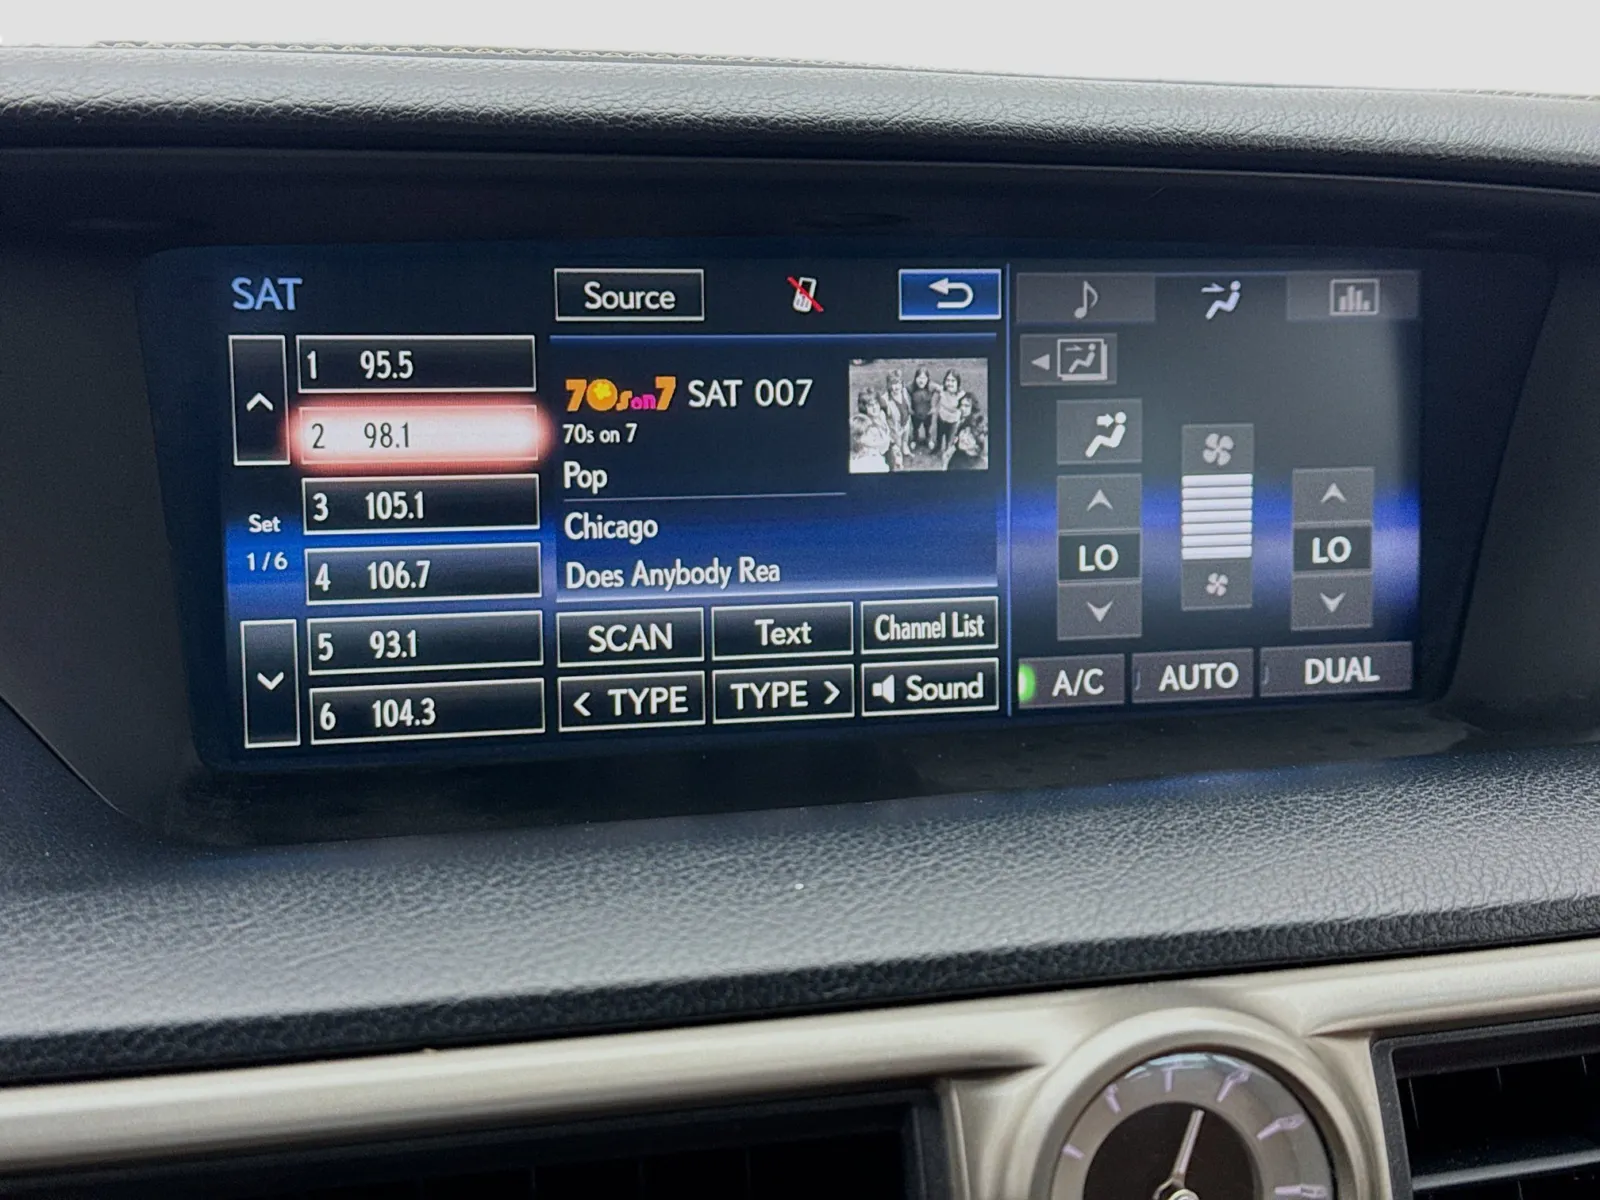 SAT
Source
1 95.5
2 98.1
3 105.1
4 106.7
5 93.1
6 104.3
Set
1/6
70s on 7 SAT 007
70s on 7
Pop
Chicago
Does Anybody Rea
SCAN
Text
Channel List
< TYPE
TYPE >
Sound
LO
LO
A/C
AUTO
DUAL